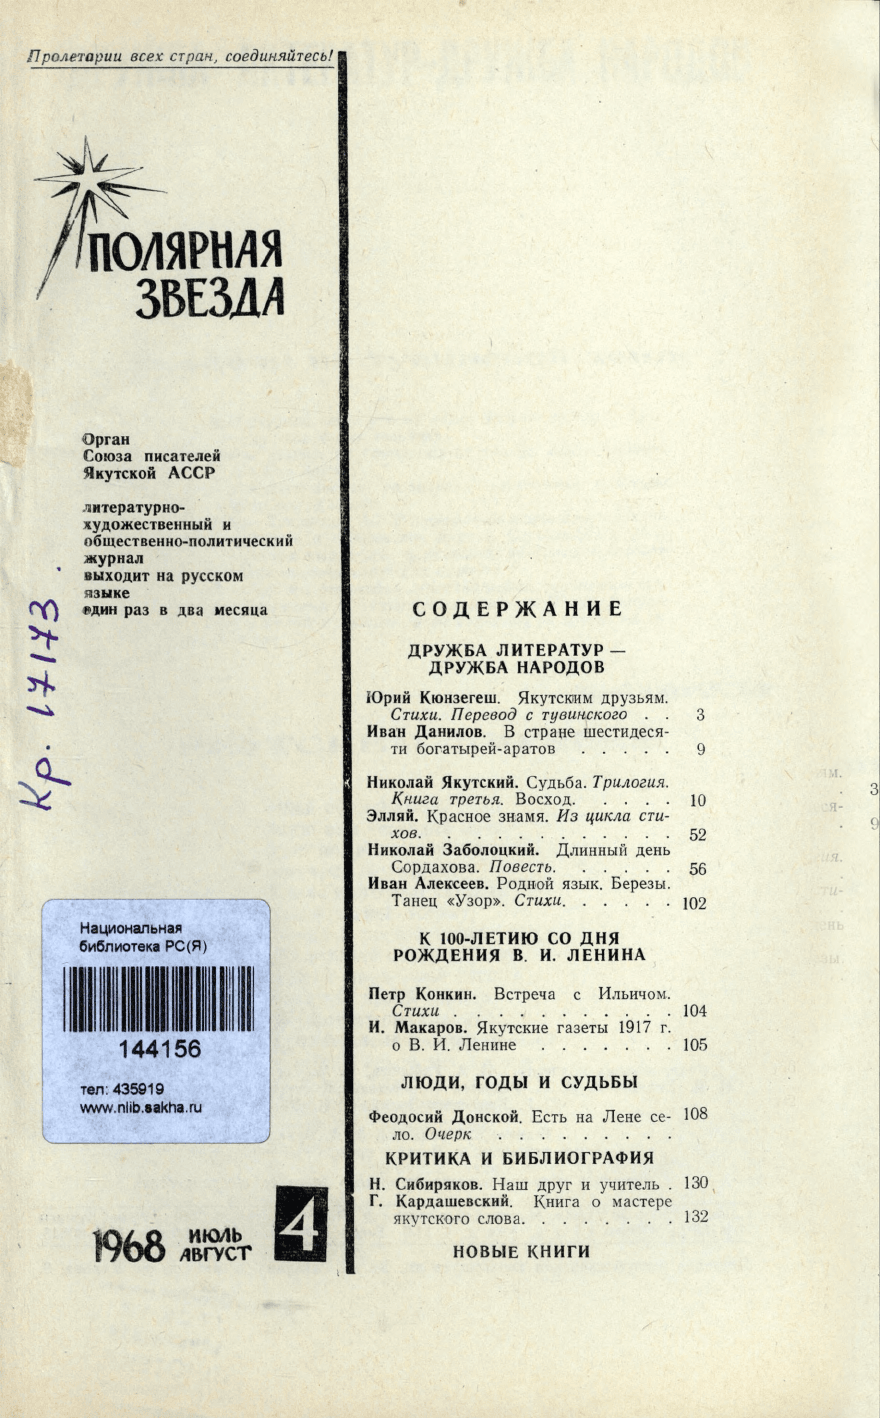 Пролетарии всех стран, соединяйтесь!
ПОЛЯРНАЯ
ЗВЕЗДА
Орган
Союза писателей
Якутской АССР
литературно-
художественный и
общественно-политический
журнал
выходит на русском
языке
один раз в два месяца
Кр. 17173.
Национальная
библиотека РС(Я)
144156
тел: 435919
www.nlib.sakha.ru
1968 ИЮЛЬ
АВГУСТ
4
СОДЕРЖАНИЕ
ДРУЖБА ЛИТЕРАТУР —
ДРУЖБА НАРОДОВ
Юрий Кюнзегеш. Якутским друзьям.
Стихи. Перевод с тувинского . . 3
Иван Данилов. В стране шестидеся-
ти богатырей-аратов . . . . . 9
Николай Якутский. Судьба. Трилогия.
Книга третья. Восход. . . . . 10
Элляй. Красное знамя. Из цикла сти-
хов. . . . . . . . . . . . 52
Николай Заболоцкий. Длинный день
Сордахова. Повесть. . . . . . 56
Иван Алексеев. Родной язык. Березы.
Танец «Узор». Стихи. . . . . . 102
К 100-ЛЕТИЮ СО ДНЯ
РОЖДЕНИЯ В. И. ЛЕНИНА
Петр Конкин. Встреча с Ильичом.
Стихи . . . . . . . . . . 104
И. Макаров. Якутские газеты 1917 г.
о В. И. Ленине . . . . . . . 105
ЛЮДИ, ГОДЫ И СУДЬБЫ
Феодосий Донской. Есть на Лене се- 108
ло. Очерк . . . . . . . . .
КРИТИКА И БИБЛИОГРАФИЯ
Н. Сибиряков. Наш друг и учитель . 130
Г. Кардашевский. Книга о мастере
якутского слова. . . . . . . . 132
НОВЫЕ КНИГИ
3
9